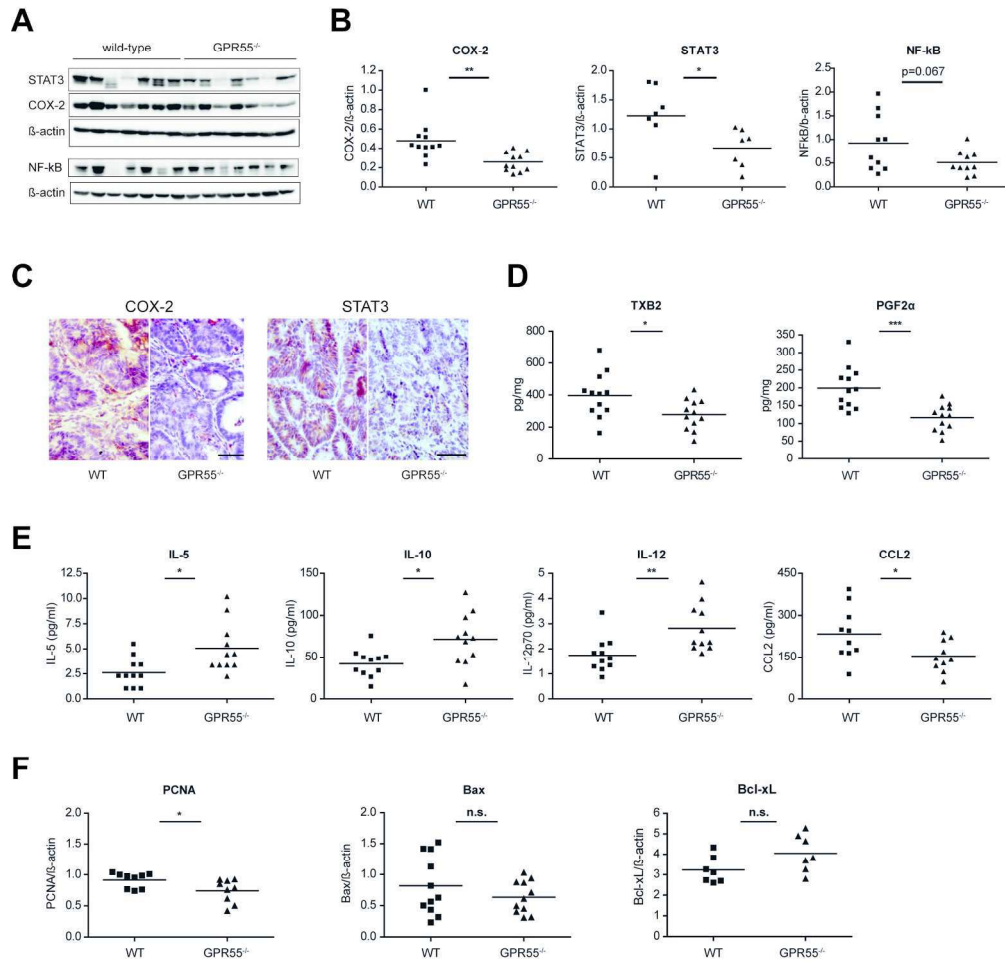 A
wild-type GPR55-/-
STAT3
COX-2
ß-actin
NF-kB
ß-actin
B
COX-2
**
COX-2/ß-actin
1.0
0.8
0.6
0.4
0.2
0.0
WT GPR55-/-
STAT3
*
STAT3/ß-actin
2.0
1.5
1.0
0.5
0.0
WT GPR55-/-
NF-kB
p=0.067
NFkB/b-actin
2.0
1.5
1.0
0.5
0.0
WT GPR55-/-
C
COX-2 STAT3
WT GPR55-/- WT GPR55-/-
D
TXB2
*
pg/mg
800
600
400
200
0
WT GPR55-/-
PGF2α
***
pg/mg
350
300
250
200
150
100
50
0
WT GPR55-/-
E
IL-5
*
IL-5 (pg/ml)
12.5
10.0
7.5
5.0
2.5
0.0
WT GPR55-/-
IL-10
*
IL-10 (pg/ml)
150
100
50
0
WT GPR55-/-
IL-12
**
IL-12p70 (pg/ml)
5
4
3
2
1
0
WT GPR55-/-
CCL2
*
CCL2 (pg/ml)
450
300
150
0
WT GPR55-/-
F
PCNA
*
PCNA/ß-actin
2.0
1.5
1.0
0.5
0.0
WT GPR55-/-
Bax
n.s.
Bax/ß-actin
2.0
1.5
1.0
0.5
0.0
WT GPR55-/-
Bcl-xL
n.s.
Bcl-xL/ß-actin
6
5
4
3
2
1
0
WT GPR55-/-